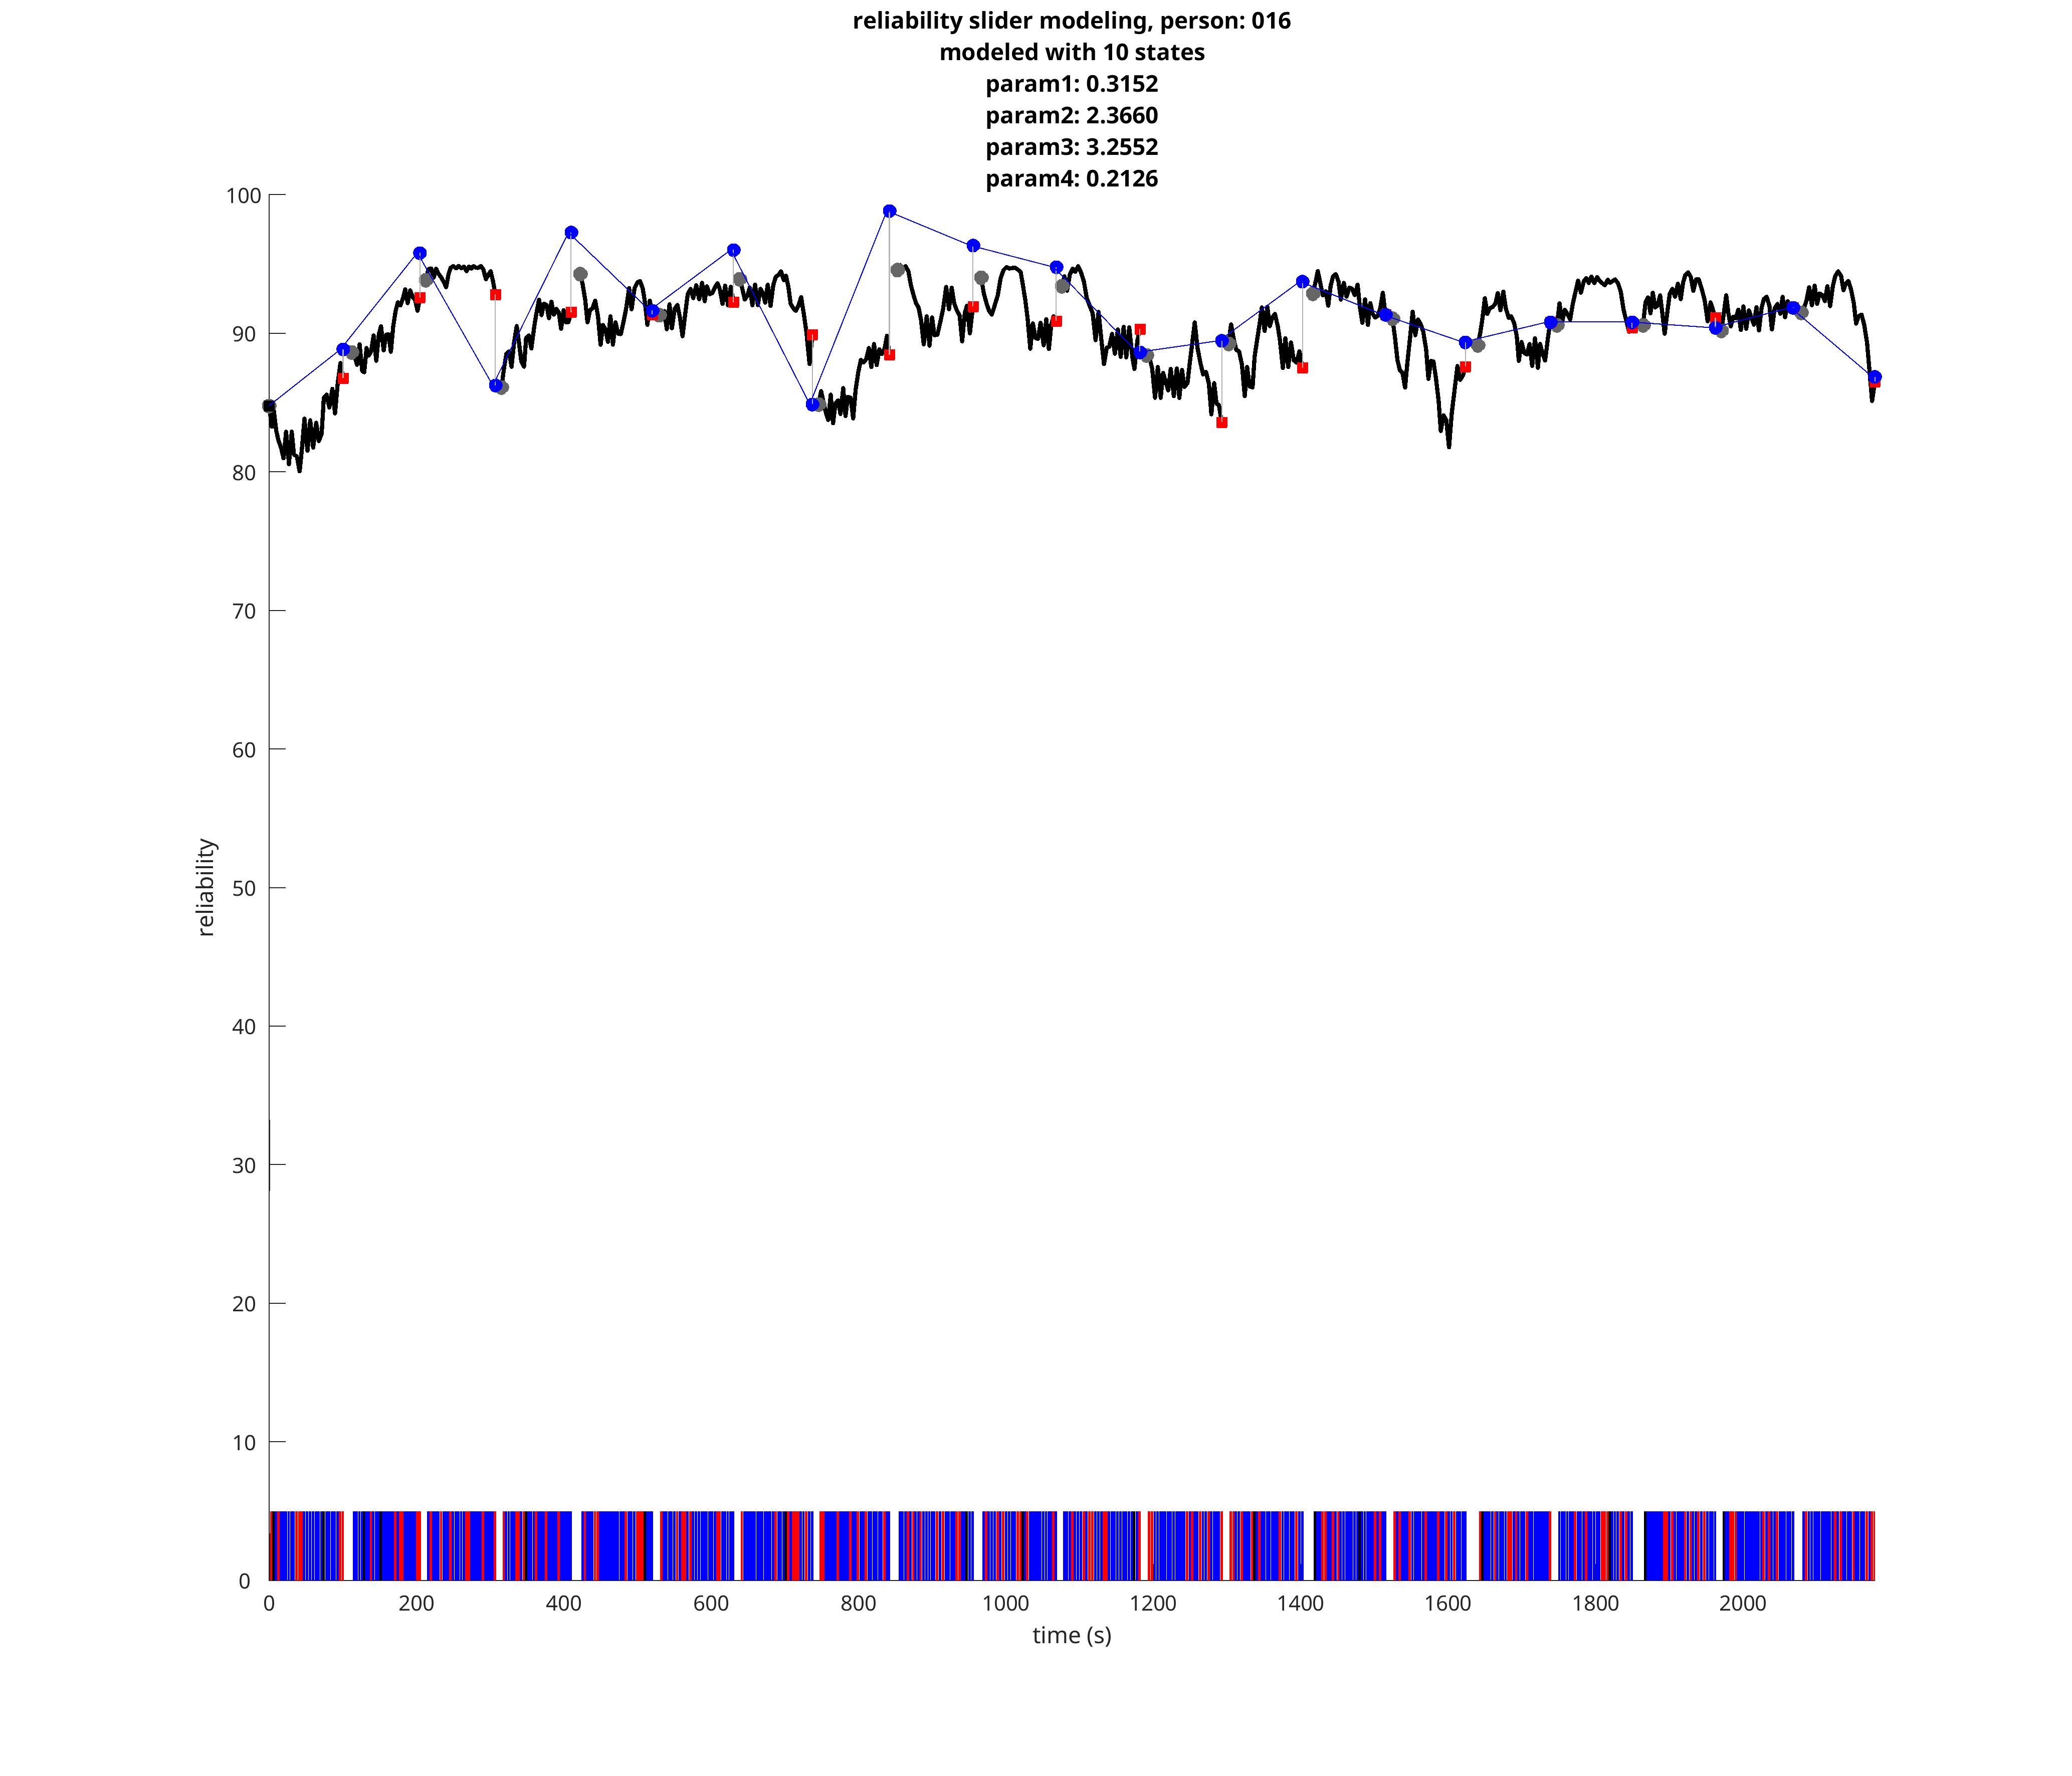 reliability slider modeling, person: 016
modeled with 10 states
param1: 0.3152
param2: 2.3660
param3: 3.2552
param4: 0.2126
100
90
80
70
60
50
40
30
20
10
0
reliability
0 200 400 600 800 1000 1200 1400 1600 1800 2000
time (s)